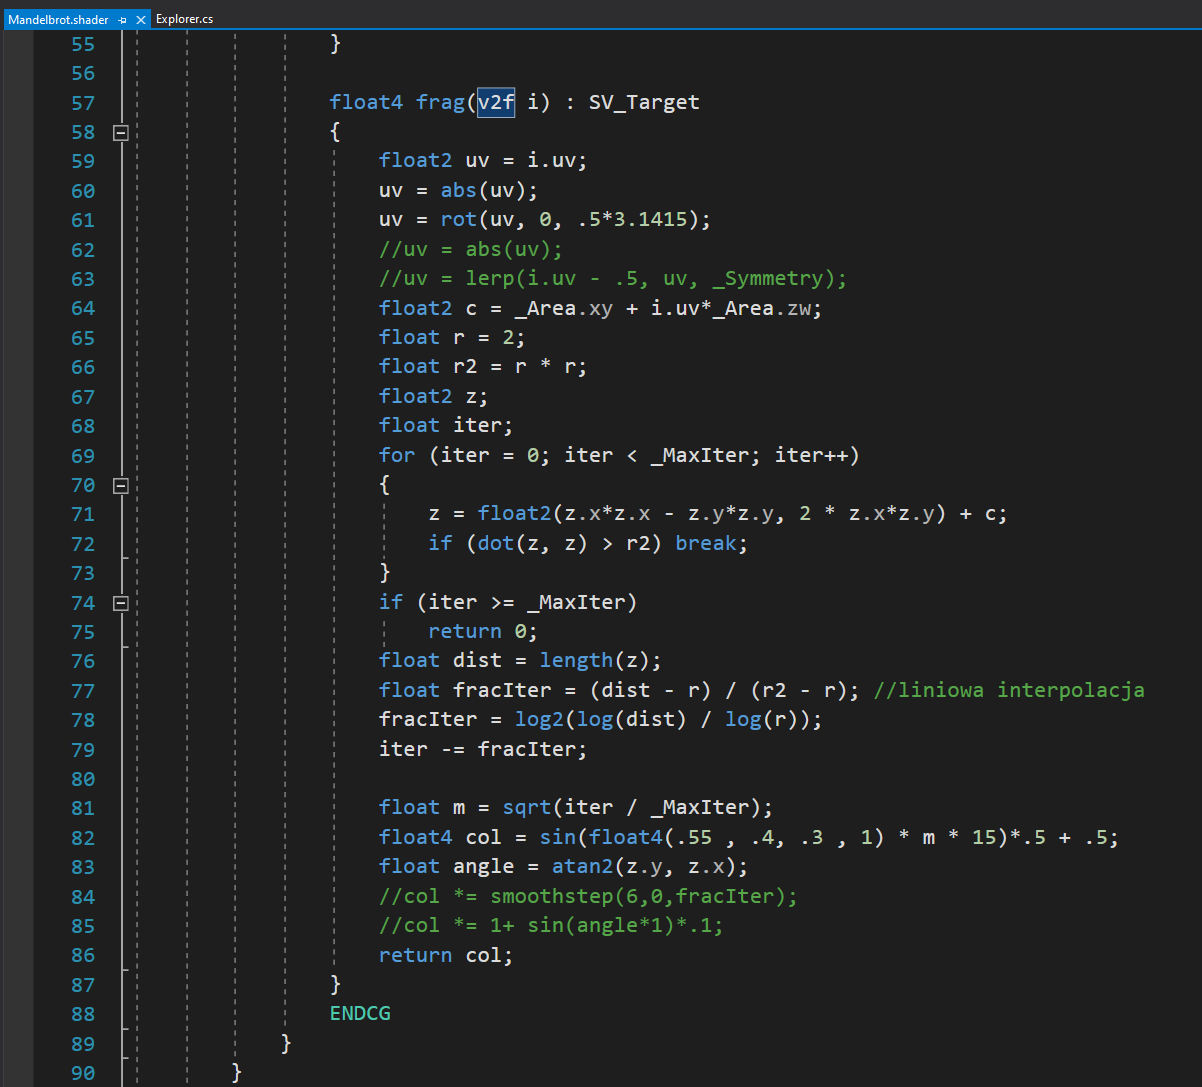 Mandelbrot.shader Explorer.cs
55 }
56
57 float4 frag(v2f i) : SV_Target
58 {
59 float2 uv = i.uv;
60 uv = abs(uv);
61 uv = rot(uv, 0, .5*3.1415);
62 //uv = abs(uv);
63 //uv = lerp(i.uv - .5, uv, _Symmetry);
64 float2 c = _Area.xy + i.uv*_Area.zw;
65 float r = 2;
66 float r2 = r * r;
67 float2 z;
68 float iter;
69 for (iter = 0; iter < _MaxIter; iter++)
70 {
71 z = float2(z.x*z.x - z.y*z.y, 2 * z.x*z.y) + c;
72 if (dot(z, z) > r2) break;
73 }
74 if (iter >= _MaxIter)
75 return 0;
76 float dist = length(z);
77 float fracIter = (dist - r) / (r2 - r); //liniowa interpolacja
78 fracIter = log2(log(dist) / log(r));
79 iter -= fracIter;
80
81 float m = sqrt(iter / _MaxIter);
82 float4 col = sin(float4(.55 , .4, .3 , 1) * m * 15)*.5 + .5;
83 float angle = atan2(z.y, z.x);
84 //col *= smoothstep(6,0,fracIter);
85 //col *= 1+ sin(angle*1)*.1;
86 return col;
87 }
88 ENDCG
89 }
90 }